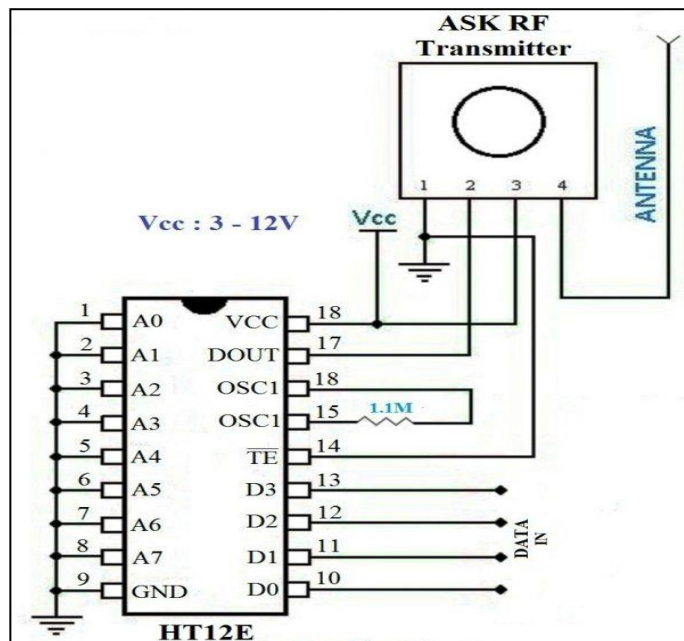 ASK RF
Transmitter
1 2 3 4
ANTENNA
Vcc
Vcc : 3 - 12V
1 A0 VCC 18
2 A1 DOUT 17
3 A2 OSC1 18
4 A3 OSC1 15 1.1M
5 A4 TE 14
6 A5 D3 13
7 A6 D2 12
8 A7 D1 11
9 GND D0 10
DATA
IN
HT12E